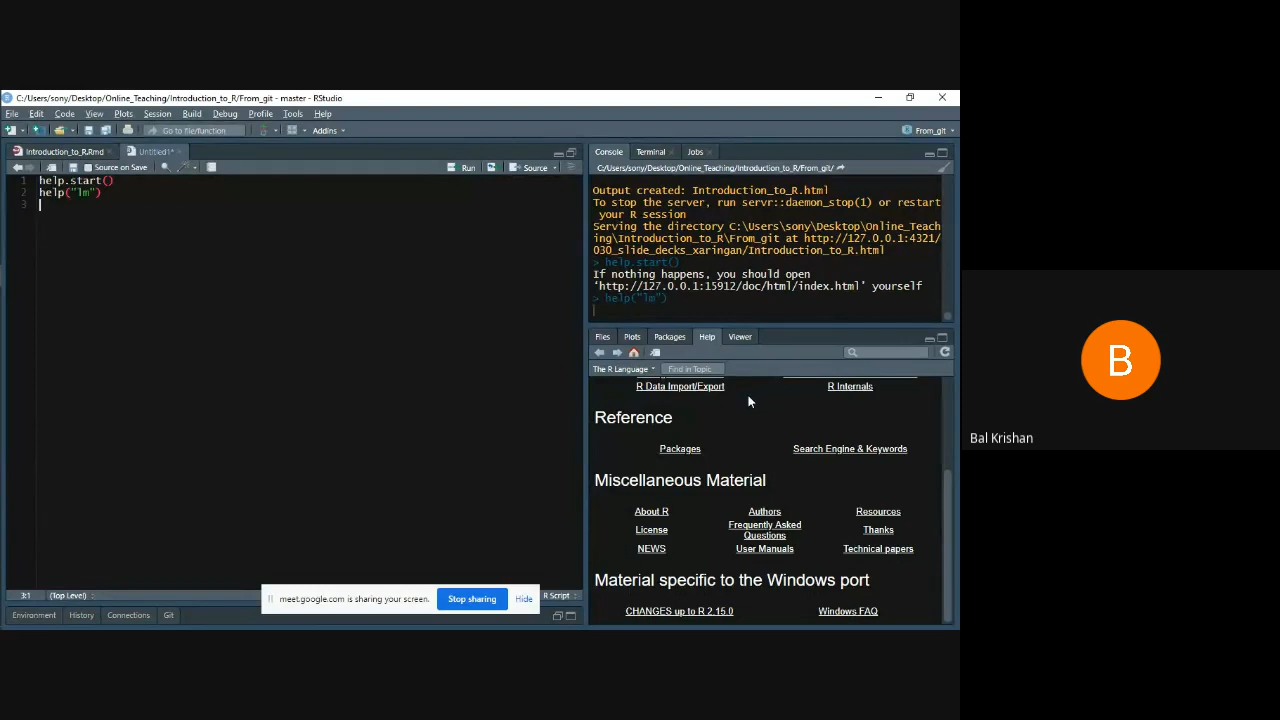 C:/Users/sony/Desktop/Online_Teaching/Introduction_to_R/From_git - master - RStudio
File Edit Code View Plots Session Build Debug Profile Tools Help
Go to file/function Addins From_git
Introduction_to_R.Rmd Untitled1*
Source on Save Run Source
1 help.start()
2 help("lm")
3
3:1 (Top Level) R Script
Environment History Connections Git
Console Terminal Jobs
C:/Users/sony/Desktop/Online_Teaching/Introduction_to_R/From_git/
Output created: Introduction_to_R.html
To stop the server, run servr::daemon_stop(1) or restart
your R session
Serving the directory C:\Users\sony\Desktop\Online_Teach
ing\Introduction_to_R\From_git at http://127.0.0.1:4321/
030_slide_decks_xaringan/Introduction_to_R.html
> help.start()
If nothing happens, you should open
‘http://127.0.0.1:15912/doc/html/index.html’ yourself
> help("lm")
Files Plots Packages Help Viewer
The R Language Find in Topic
R Data Import/Export R Internals
Reference
Packages Search Engine & Keywords
Miscellaneous Material
About R Authors Resources
License Frequently Asked Questions Thanks
NEWS User Manuals Technical papers
Material specific to the Windows port
CHANGES up to R 2.15.0 Windows FAQ
meet.google.com is sharing your screen. Stop sharing Hide
B
Bal Krishan